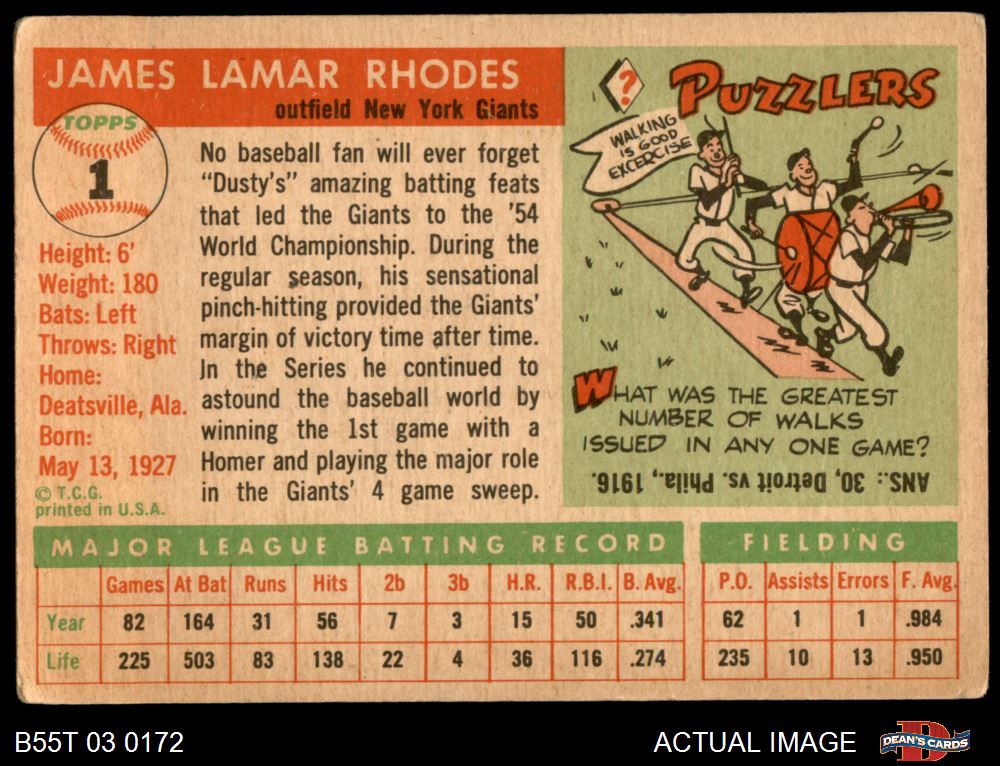 JAMES LAMAR RHODES
outfield New York Giants
TOPPS
1
Height: 6'
Weight: 180
Bats: Left
Throws: Right
Home:
Deatsville, Ala.
Born:
May 13, 1927
© T.C.G.
printed in U.S.A.
No baseball fan will ever forget
"Dusty's" amazing batting feats
that led the Giants to the '54
World Championship. During the
regular season, his sensational
pinch-hitting provided the Giants'
margin of victory time after time.
In the Series he continued to
astound the baseball world by
winning the 1st game with a
Homer and playing the major role
in the Giants' 4 game sweep.
?
PUZZLERS
WALKING
IS GOOD
EXCERCISE
WHAT WAS THE GREATEST
NUMBER OF WALKS
ISSUED IN ANY ONE GAME?
ANS.: 30, Detroit vs. Phila., 1916.
MAJOR LEAGUE BATTING RECORD
Games At Bat Runs Hits 2b 3b H.R. R.B.I. B. Avg.
Year 82 164 31 56 7 3 15 50 .341
Life 225 503 83 138 22 4 36 116 .274
FIELDING
P.O. Assists Errors F. Avg.
62 1 1 .984
235 10 13 .950
B55T 03 0172
ACTUAL IMAGE
D
DEAN'S CARDS